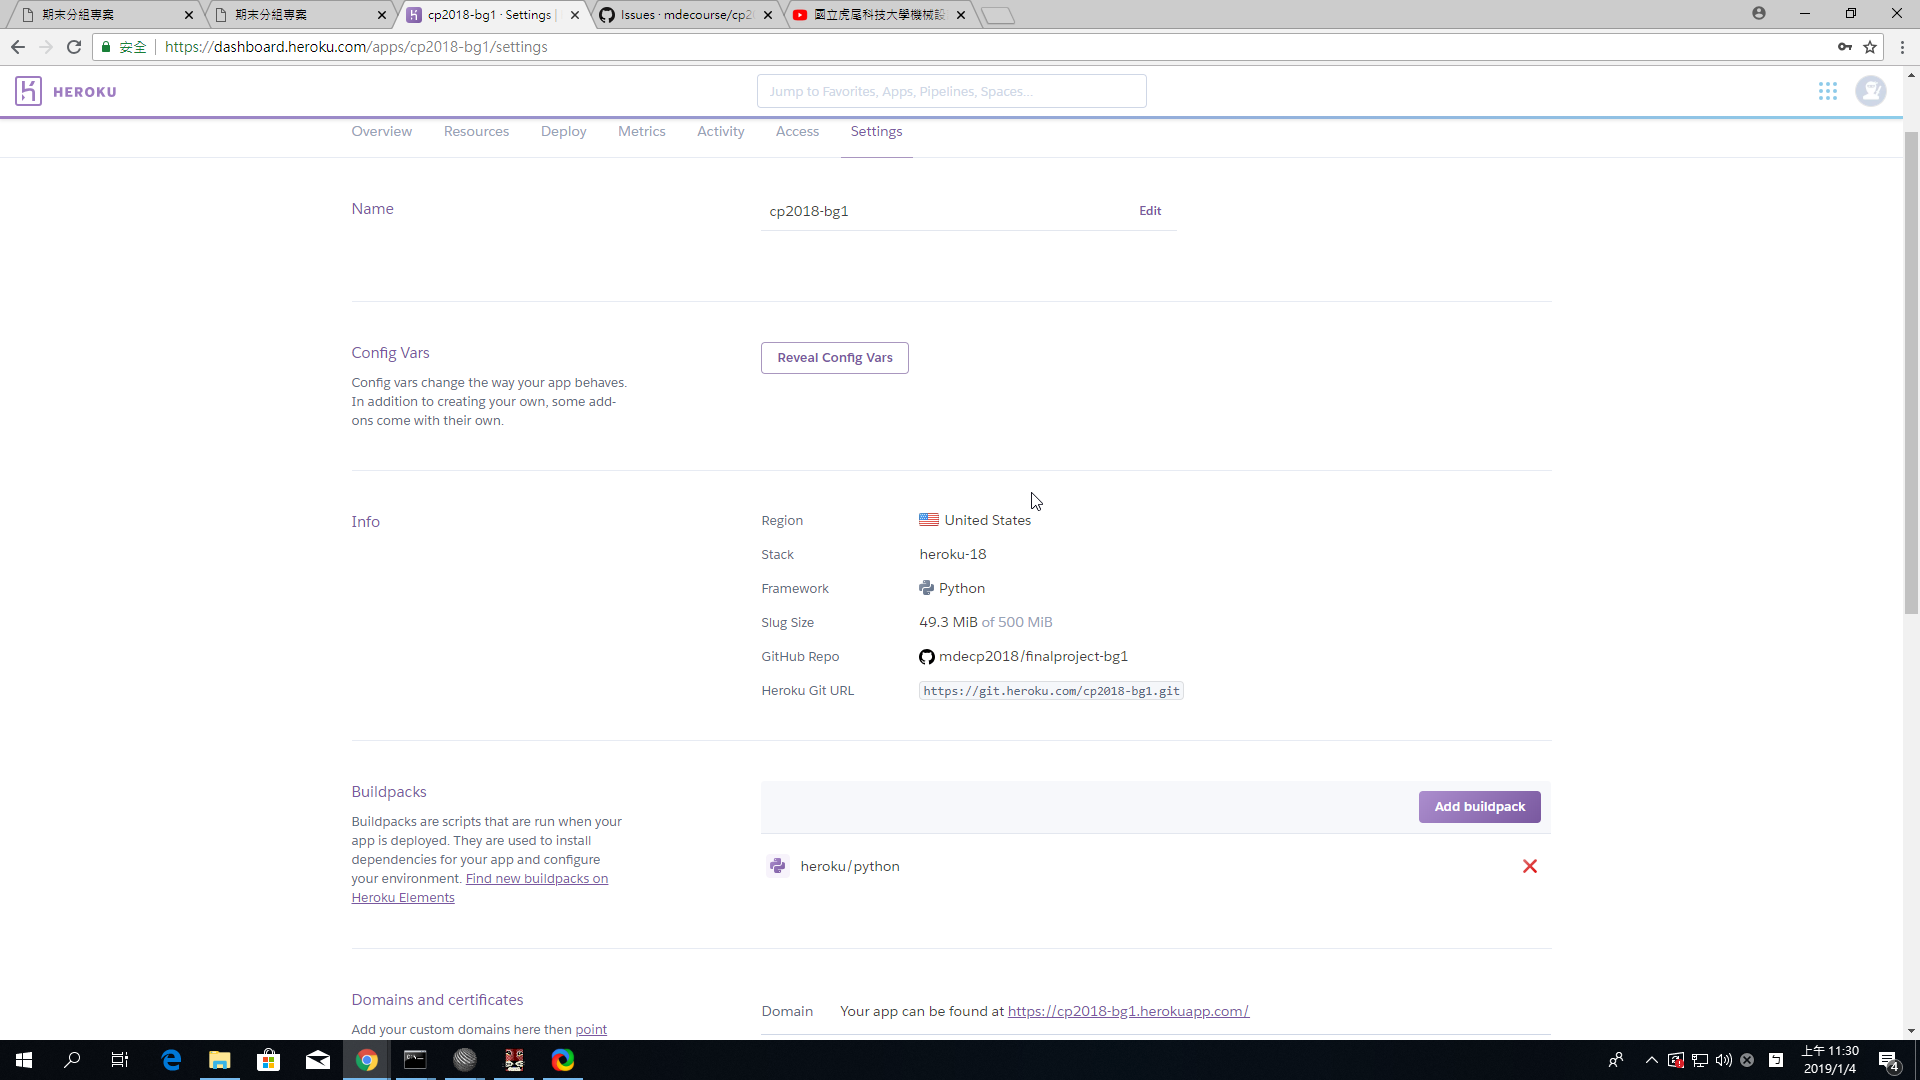 期末分組專案
期末分組專案
cp2018-bg1 · Settings |
Issues · mdecourse/cp2
國立虎尾科技大學機械設
安全
https://dashboard.heroku.com/apps/cp2018-bg1/settings
HEROKU
Jump to Favorites, Apps, Pipelines, Spaces...
Overview
Resources
Deploy
Metrics
Activity
Access
Settings
Name
cp2018-bg1
Edit
Config Vars
Config vars change the way your app behaves.
In addition to creating your own, some add-
ons come with their own.
Reveal Config Vars
Info
Region
United States
Stack
heroku-18
Framework
Python
Slug Size
49.3 MiB of 500 MiB
GitHub Repo
mdecp2018/finalproject-bg1
Heroku Git URL
https://git.heroku.com/cp2018-bg1.git
Buildpacks
Buildpacks are scripts that are run when your
app is deployed. They are used to install
dependencies for your app and configure
your environment. Find new buildpacks on
Heroku Elements
Add buildpack
heroku/python
Domains and certificates
Add your custom domains here then point
Domain
Your app can be found at https://cp2018-bg1.herokuapp.com/
上午 11:30
2019/1/4
4